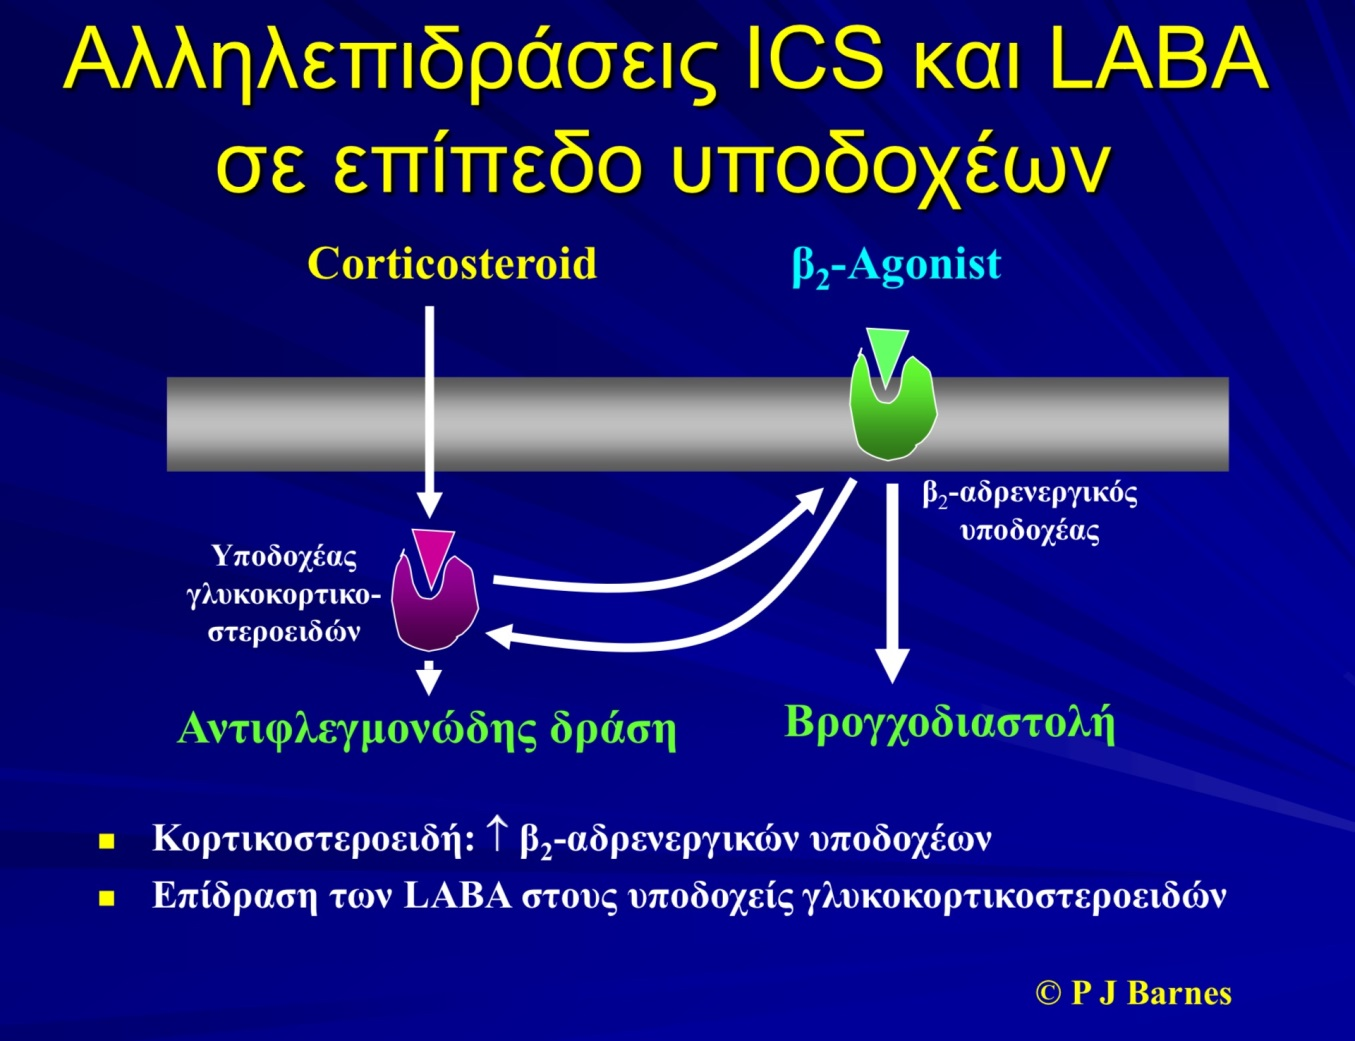 Αλληλεπιδράσεις ICS και LABA
σε επίπεδο υποδοχέων
Corticosteroid
β2-Agonist
β2-αδρενεργικός
υποδοχέας
Υποδοχέας
γλυκοκορτικο-
στεροειδών
Αντιφλεγμονώδης δράση
Βρογχοδιαστολή
Κορτικοστεροειδή: ↑ β2-αδρενεργικών υποδοχέων
Επίδραση των LABA στους υποδοχείς γλυκοκορτικοστεροειδών
© P J Barnes